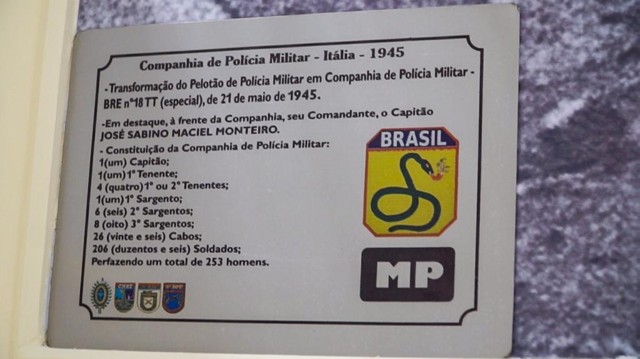 Companhia de Polícia Militar - Itália - 1945
- Transformação do Pelotão de Polícia Militar em Companhia de Polícia Militar -
BRE nº18 TT (especial), de 21 de maio de 1945.
-Em destaque, à frente da Companhia, seu Comandante, o Capitão
JOSÉ SABINO MACIEL MONTEIRO.
- Constituição da Companhia de Polícia Militar:
1(um) Capitão;
1(um) 1º Tenente;
4 (quatro) 1º ou 2º Tenentes;
1(um) 1º Sargento;
6 (seis) 2º Sargentos;
8 (oito) 3º Sargentos;
26 (vinte e seis) Cabos;
206 (duzentos e seis) Soldados;
Perfazendo um total de 253 homens.
BRASIL
MP